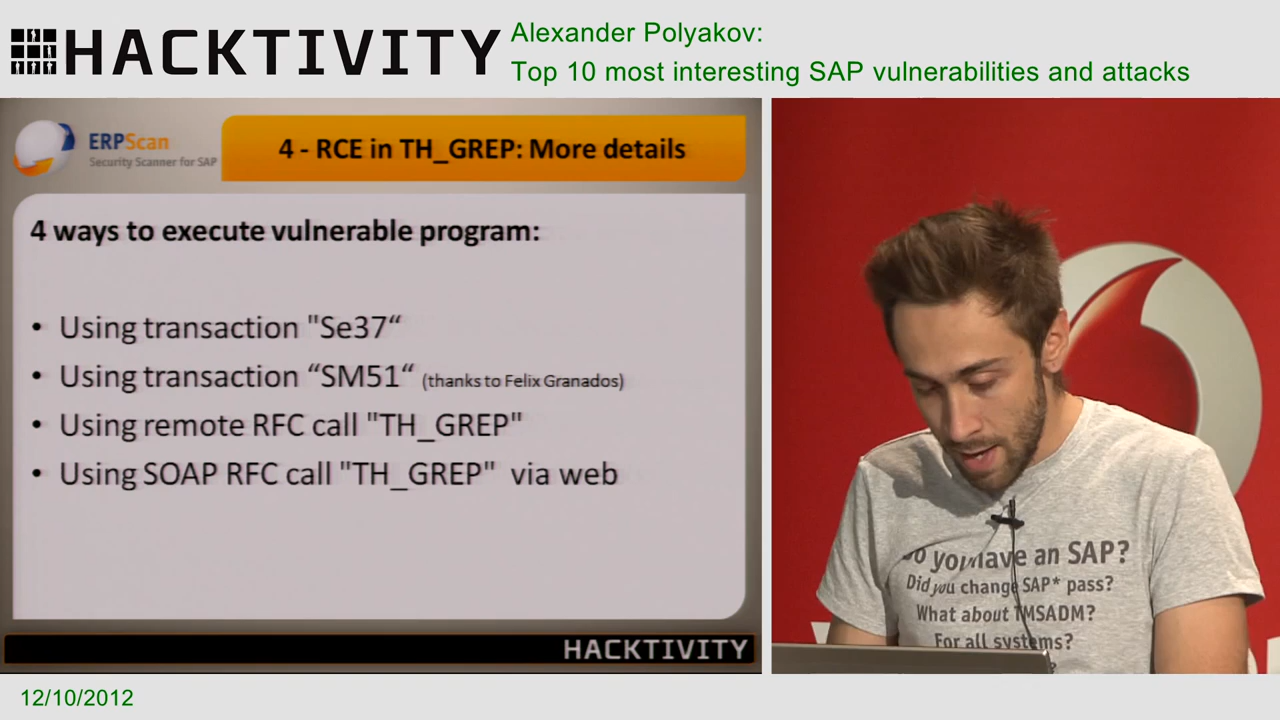 HACKTIVITY
Alexander Polyakov:
Top 10 most interesting SAP vulnerabilities and attacks
ERPScan
Security Scanner for SAP
4 - RCE in TH_GREP: More details
4 ways to execute vulnerable program:
• Using transaction "Se37“
• Using transaction “SM51“ (thanks to Felix Granados)
• Using remote RFC call "TH_GREP"
• Using SOAP RFC call "TH_GREP" via web
HACKTIVITY
Do you have an SAP?
Did you change SAP* pass?
What about TMSADM?
For all systems?
?
12/10/2012